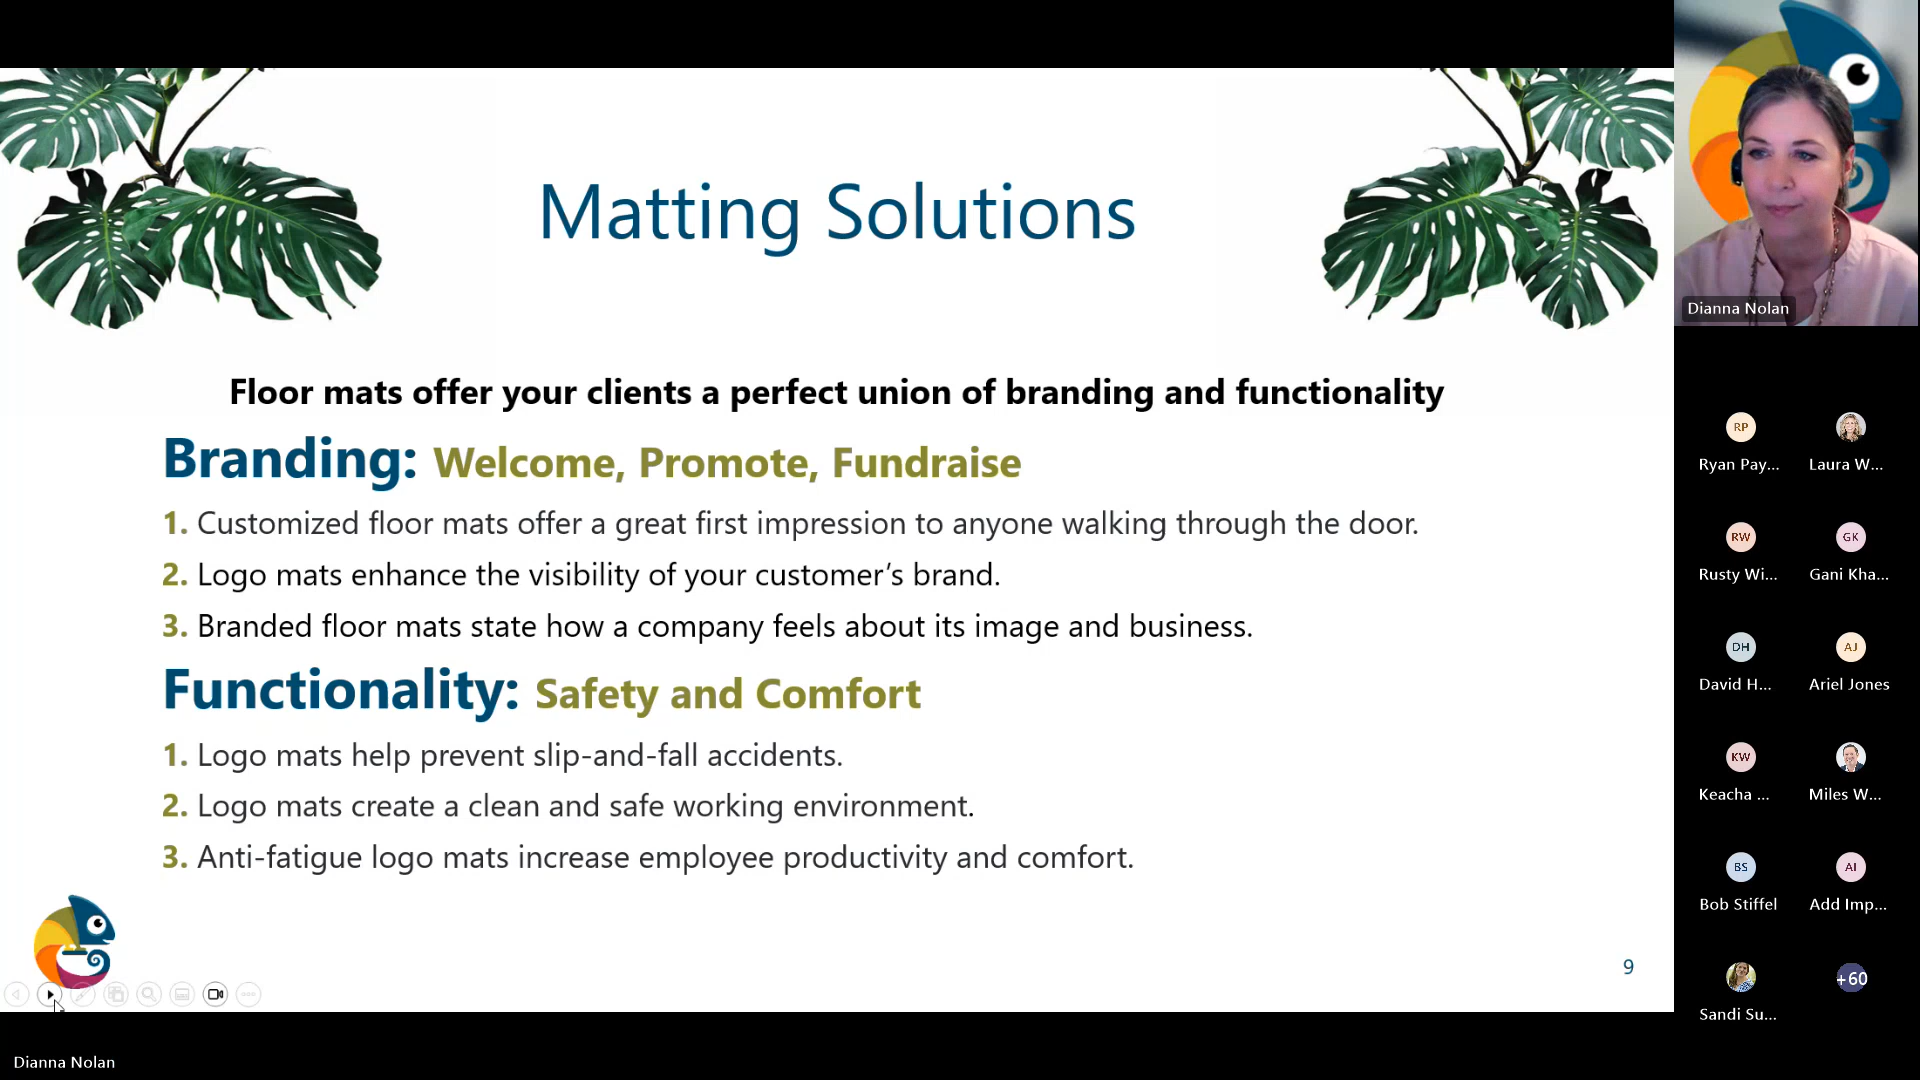 Matting Solutions
Floor mats offer your clients a perfect union of branding and functionality
Branding: Welcome, Promote, Fundraise
1. Customized floor mats offer a great first impression to anyone walking through the door.
2. Logo mats enhance the visibility of your customer’s brand.
3. Branded floor mats state how a company feels about its image and business.
Functionality: Safety and Comfort
1. Logo mats help prevent slip-and-fall accidents.
2. Logo mats create a clean and safe working environment.
3. Anti-fatigue logo mats increase employee productivity and comfort.
9
Dianna Nolan
Dianna Nolan
RP
Ryan Pay...
Laura W...
RW
GK
Rusty Wi...
Gani Kha...
DH
AJ
David H...
Ariel Jones
KW
Keacha ...
Miles W...
BS
AI
Bob Stiffel
Add Imp...
+60
Sandi Su...